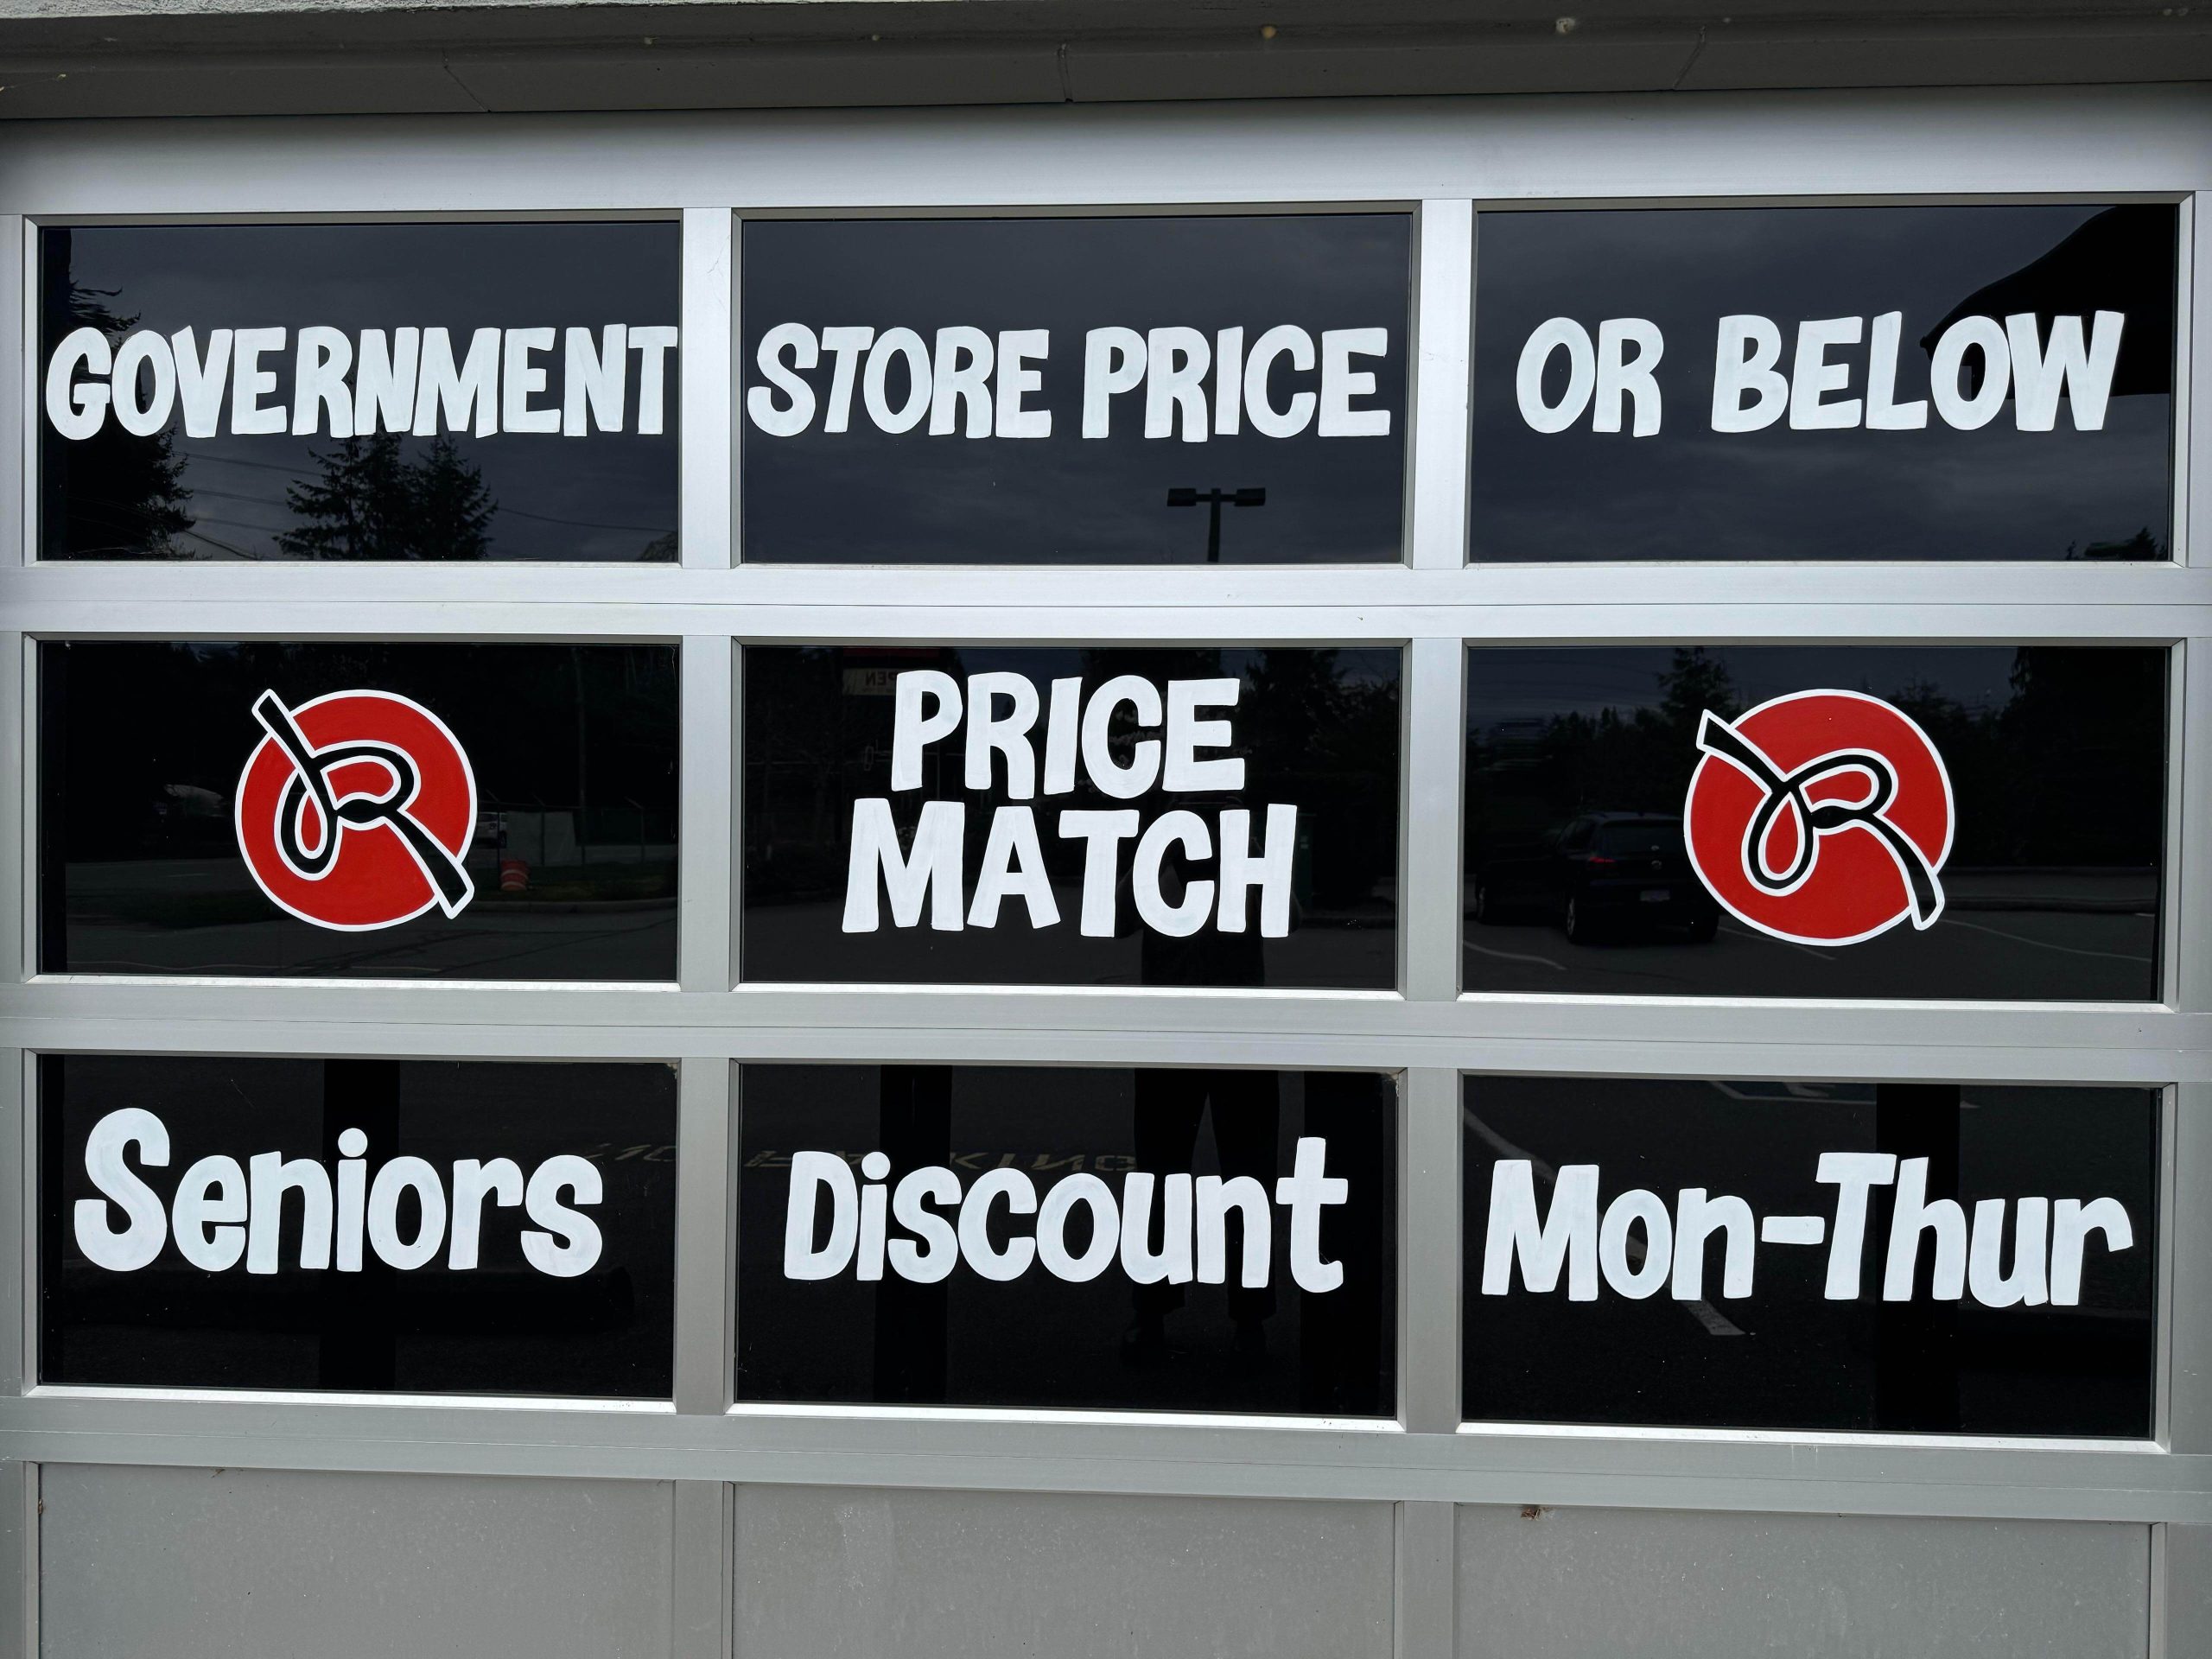 GOVERNMENT STORE PRICE OR BELOW
PRICE
MATCH
Seniors Discount Mon-Thur